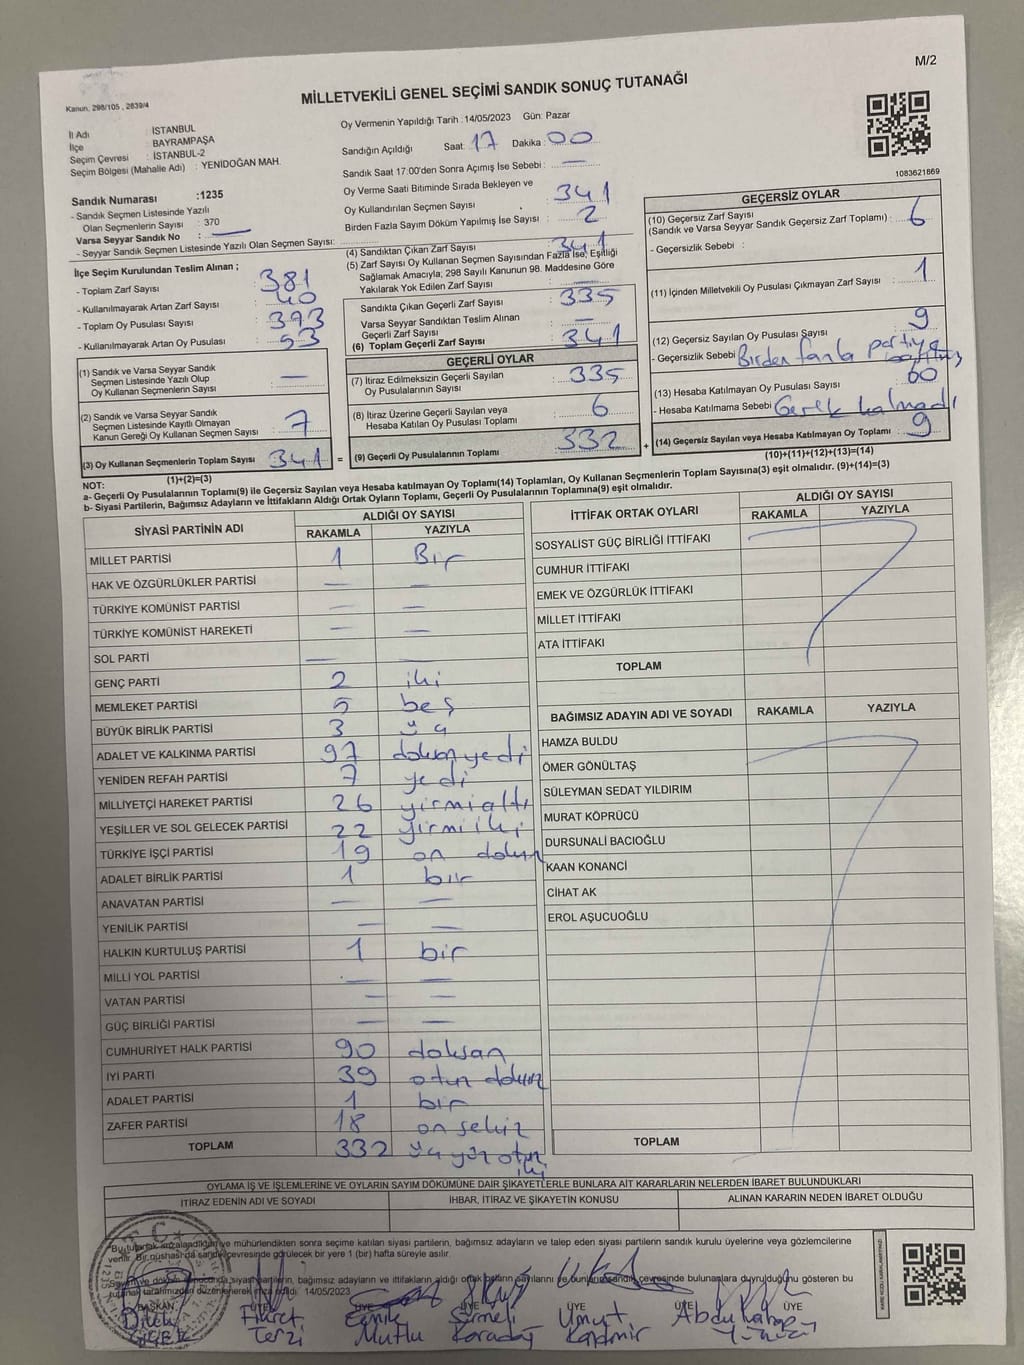 M/2
Kanun, 298/105 , 2839/4
MİLLETVEKİLİ GENEL SEÇİMİ SANDIK SONUÇ TUTANAĞI
İl Adı : İSTANBUL
İlçe : BAYRAMPAŞA
Seçim Çevresi : İSTANBUL-2
Seçim Bölgesi (Mahalle Adı) : YENİDOĞAN MAH.
Oy Vermenin Yapıldığı Tarih :14/05/2023 Gün: Pazar
Sandığın Açıldığı Saat: 17 Dakika: 00
Sandık Saat 17:00'den Sonra Açımış İse Sebebi : —
Oy Verme Saati Bitiminde Sırada Bekleyen ve
Oy Kullandırılan Seçmen Sayısı : 341
Birden Fazla Sayım Döküm Yapılmış İse Sayısı : 2
1083621869
Sandık Numarası :1235
- Sandık Seçmen Listesinde Yazılı
Olan Seçmenlerin Sayısı : 370
Varsa Seyyar Sandık No : —
- Seyyar Sandık Seçmen Listesinde Yazılı Olan Seçmen Sayısı:
İlçe Seçim Kurulundan Teslim Alınan ;
- Toplam Zarf Sayısı : 381
- Kullanılmayarak Artan Zarf Sayısı : 40
- Toplam Oy Pusulası Sayısı : 393
- Kullanılmayarak Artan Oy Pusulası : 53
(1) Sandık ve Varsa Seyyar Sandık
Seçmen Listesinde Yazılı Olup
Oy Kullanan Seçmenlerin Sayısı : —
(2) Sandık ve Varsa Seyyar Sandık
Seçmen Listesinde Kayıtlı Olmayan
Kanun Gereği Oy Kullanan Seçmen Sayısı : 7
(3) Oy Kullanan Seçmenlerin Toplam Sayısı 341
(1)+(2)=(3)
(4) Sandıktan Çıkan Zarf Sayısı : 341
(5) Zarf Sayısı Oy Kullanan Seçmen Sayısından Fazla İse, Eşitliği
Sağlamak Amacıyla, 298 Sayılı Kanunun 98. Maddesine Göre
Yakılarak Yok Edilen Zarf Sayısı :
Sandıkta Çıkan Geçerli Zarf Sayısı : 335
Varsa Seyyar Sandıktan Teslim Alınan
Geçerli Zarf Sayısı : —
(6) Toplam Geçerli Zarf Sayısı : 341
GEÇERLİ OYLAR
(7) İtiraz Edilmeksizin Geçerli Sayılan
Oy Pusulalarının Sayısı : 335
(8) İtiraz Üzerine Geçerli Sayılan veya
Hesaba Katılan Oy Pusulası Toplamı : 6
= (9) Geçerli Oy Pusulalarının Toplamı : 332 +
GEÇERSİZ OYLAR
(10) Geçersiz Zarf Sayısı
(Sandık ve Varsa Seyyar Sandık Geçersiz Zarf Toplamı) : 6
- Geçersizlik Sebebi :
(11) İçinden Milletvekili Oy Pusulası Çıkmayan Zarf Sayısı : 1
(12) Geçersiz Sayılan Oy Pusulası Sayısı : 9
- Geçersizlik Sebebi Birden fazla partiye
(13) Hesaba Katılmayan Oy Pusulası Sayısı : 60
- Hesaba Katılmama Sebebi Gerek kalmadı
(14) Geçersiz Sayılan veya Hesaba Katılmayan Oy Toplamı : 9
(10)+(11)+(12)+(13)=(14)
NOT:
a- Geçerli Oy Pusulalarının Toplamı(9) ile Geçersiz Sayılan veya Hesaba katılmayan Oy Toplamı(14) Toplamları, Oy Kullanan Seçmenlerin Toplam Sayısına(3) eşit olmalıdır. (9)+(14)=(3)
b- Siyasi Partilerin, Bağımsız Adayların ve İttifakların Aldığı Ortak Oyların Toplamı, Geçerli Oy Pusulalarının Toplamına(9) eşit olmalıdır.
SİYASİ PARTİNİN ADI ALDIĞI OY SAYISI
RAKAMLA YAZIYLA
MİLLET PARTİSİ 1 Bir
HAK VE ÖZGÜRLÜKLER PARTİSİ — —
TÜRKİYE KOMÜNİST PARTİSİ — —
TÜRKİYE KOMÜNİST HAREKETİ — —
SOL PARTİ — —
GENÇ PARTİ 2 iki
MEMLEKET PARTİSİ 5 beş
BÜYÜK BİRLİK PARTİSİ 3 üç
ADALET VE KALKINMA PARTİSİ 97 doksan yedi
YENİDEN REFAH PARTİSİ 7 yedi
MİLLİYETÇİ HAREKET PARTİSİ 26 yirmi altı
YEŞİLLER VE SOL GELECEK PARTİSİ 22 yirmi iki
TÜRKİYE İŞÇİ PARTİSİ 19 on dokuz
ADALET BİRLİK PARTİSİ 1 bir
ANAVATAN PARTİSİ — —
YENİLİK PARTİSİ — —
HALKIN KURTULUŞ PARTİSİ 1 bir
MİLLİ YOL PARTİSİ — —
VATAN PARTİSİ — —
GÜÇ BİRLİĞİ PARTİSİ — —
CUMHURİYET HALK PARTİSİ 90 doksan
İYİ PARTİ 39 otuz dokuz
ADALET PARTİSİ 1 bir
ZAFER PARTİSİ 18 on sekiz
TOPLAM 332 üç yüz otuz iki
İTTİFAK ORTAK OYLARI ALDIĞI OY SAYISI
RAKAMLA YAZIYLA
SOSYALİST GÜÇ BİRLİĞİ İTTİFAKI
CUMHUR İTTİFAKI
EMEK VE ÖZGÜRLÜK İTTİFAKI
MİLLET İTTİFAKI
ATA İTTİFAKI
TOPLAM
BAĞIMSIZ ADAYIN ADI VE SOYADI RAKAMLA YAZIYLA
HAMZA BULDU
ÖMER GÖNÜLTAŞ
SÜLEYMAN SEDAT YILDIRIM
MURAT KÖPRÜCÜ
DURSUNALİ BACIOĞLU
KAAN KONANCİ
CİHAT AK
EROL AŞUCUOĞLU
TOPLAM
OYLAMA İŞ VE İŞLEMLERİNE VE OYLARIN SAYIM DÖKÜMÜNE DAİR ŞİKAYETLERLE BUNLARA AİT KARARLARIN NELERDEN İBARET BULUNDUKLARI
İTİRAZ EDENİN ADI VE SOYADI İHBAR, İTİRAZ VE ŞİKAYETİN KONUSU ALINAN KARARIN NEDEN İBARET OLDUĞU
Bu tutanak imzalandıktan ve mühürlendikten sonra seçime katılan siyasi partilerin, bağımsız adayların ve talep eden siyasi partilerin sandık kurulu üyelerine veya gözlemcilerine
verilir. Bir nüshası da sandık çevresinde görülecek bir yere 1 (bir) hafta süreyle asılır.
Sayım ve döküm sonucunda siyasi partilerin, bağımsız adayların ve ittifakların aldığı ortak oyların sayılarını ve bunların sandık çevresinde bulunanlara duyrulduğunu gösteren bu
tutanak tarafımızdan düzenlenerek imza edildi. 14/05/2023
BAŞKAN ÜYE ÜYE ÜYE ÜYE ÜYE ÜYE
Dilek Fikret Emik Sırmeli Umut
Terzi Mutlu Karadağ Kandmir